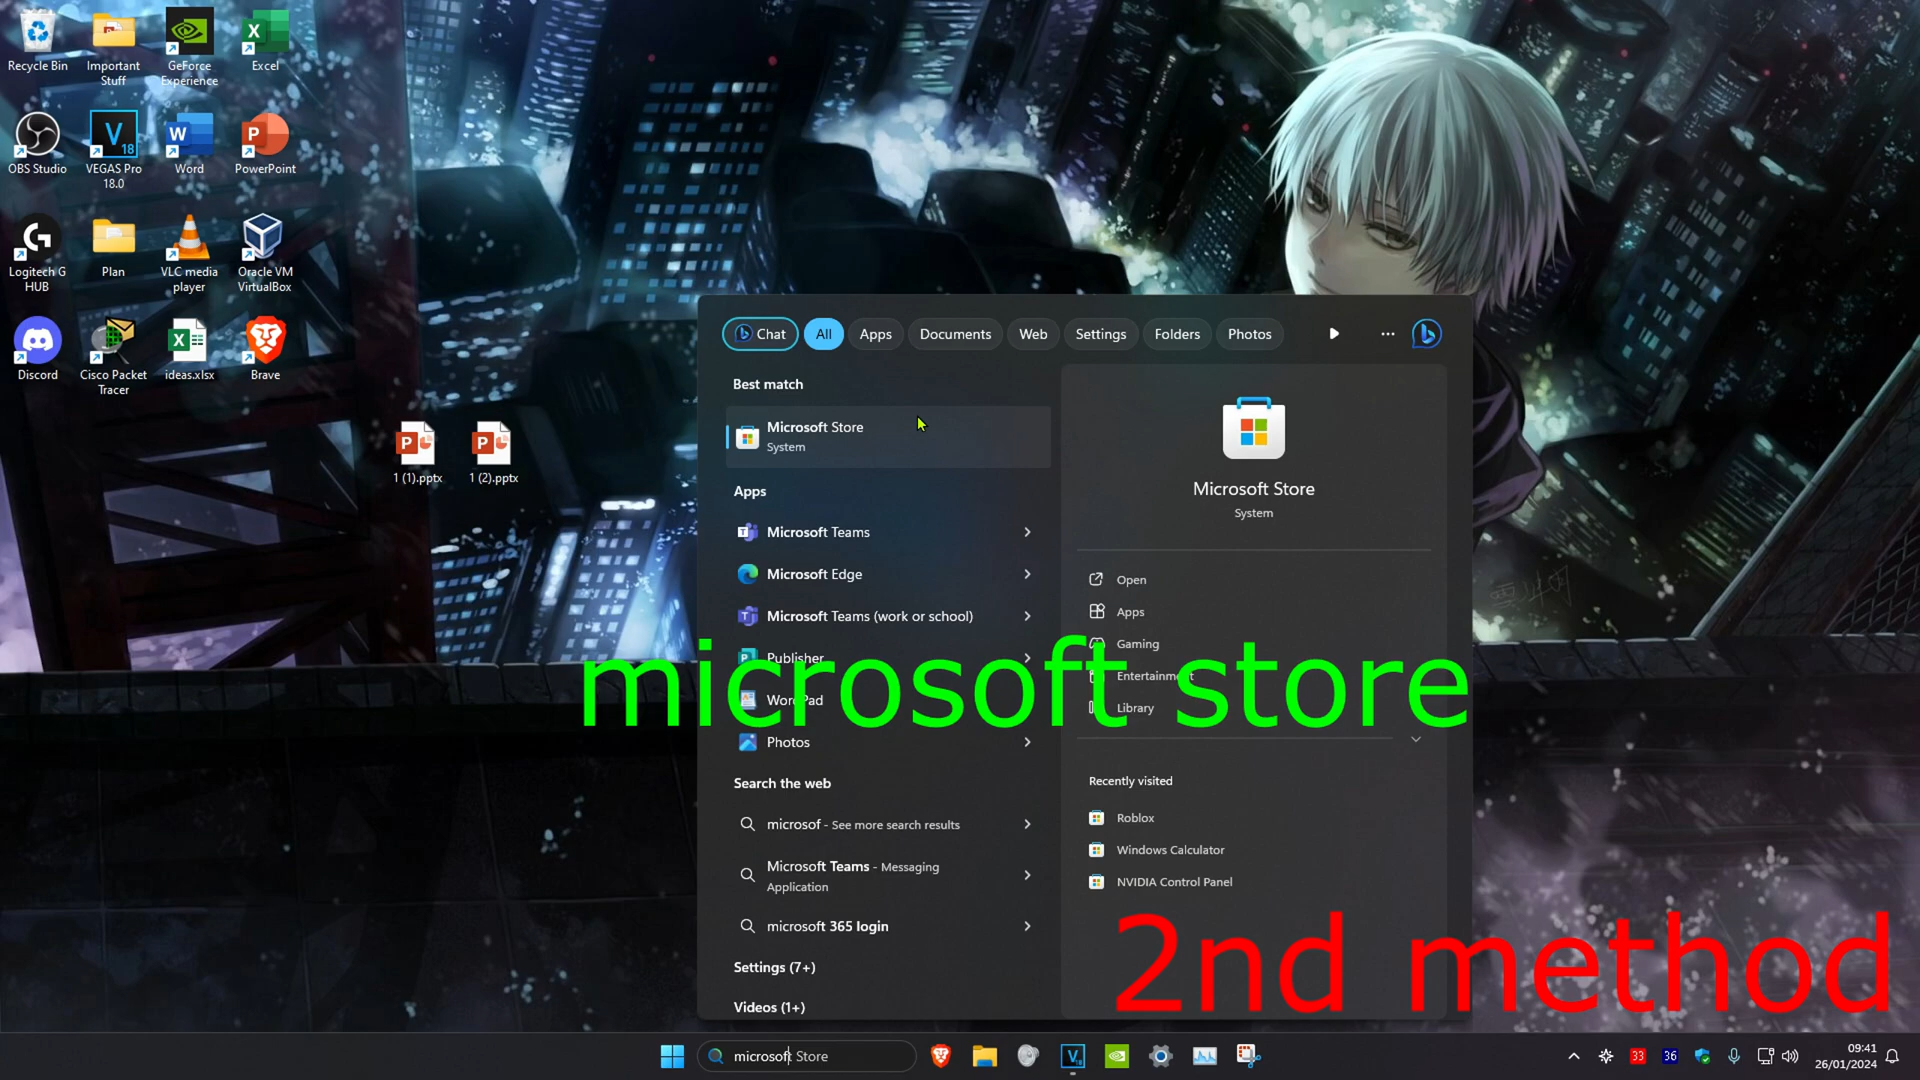 Recycle Bin
Important Stuff
GeForce Experience
Excel
OBS Studio
VEGAS Pro 18.0
Word
PowerPoint
Logitech G HUB
Plan
VLC media player
Oracle VM VirtualBox
Discord
Cisco Packet Tracer
ideas.xlsx
Brave
1 (1).pptx
1 (2).pptx
Chat
All
Apps
Documents
Web
Settings
Folders
Photos
Best match
Microsoft Store
System
Apps
Microsoft Teams
Microsoft Edge
Microsoft Teams (work or school)
Publisher
WordPad
Photos
Search the web
microsof - See more search results
Microsoft Teams - Messaging
Application
microsoft 365 login
Settings (7+)
Videos (1+)
Microsoft Store
System
Open
Apps
Gaming
Entertainment
Library
Recently visited
Roblox
Windows Calculator
NVIDIA Control Panel
microsoft store
2nd method
microsoft Store
33
36
09:41
26/01/2024